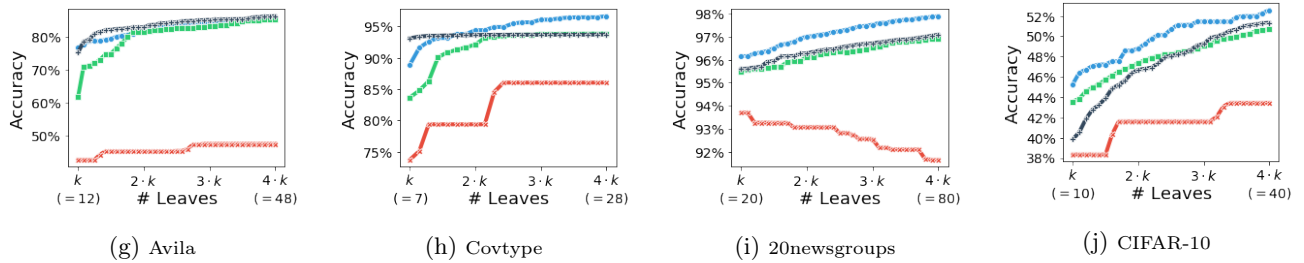 Accuracy
80%
70%
60%
50%
k
2 · k
3 · k
4 · k
(=12)
# Leaves
(=48)
(g) Avila
Accuracy
95%
90%
85%
80%
75%
k
2 · k
3 · k
4 · k
(=7)
# Leaves
(=28)
(h) Covtype
Accuracy
98%
97%
96%
95%
94%
93%
92%
k
2 · k
3 · k
4 · k
(=20)
# Leaves
(=80)
(i) 20newsgroups
Accuracy
52%
50%
48%
46%
44%
42%
40%
38%
k
2 · k
3 · k
4 · k
(=10)
# Leaves
(=40)
(j) CIFAR-10